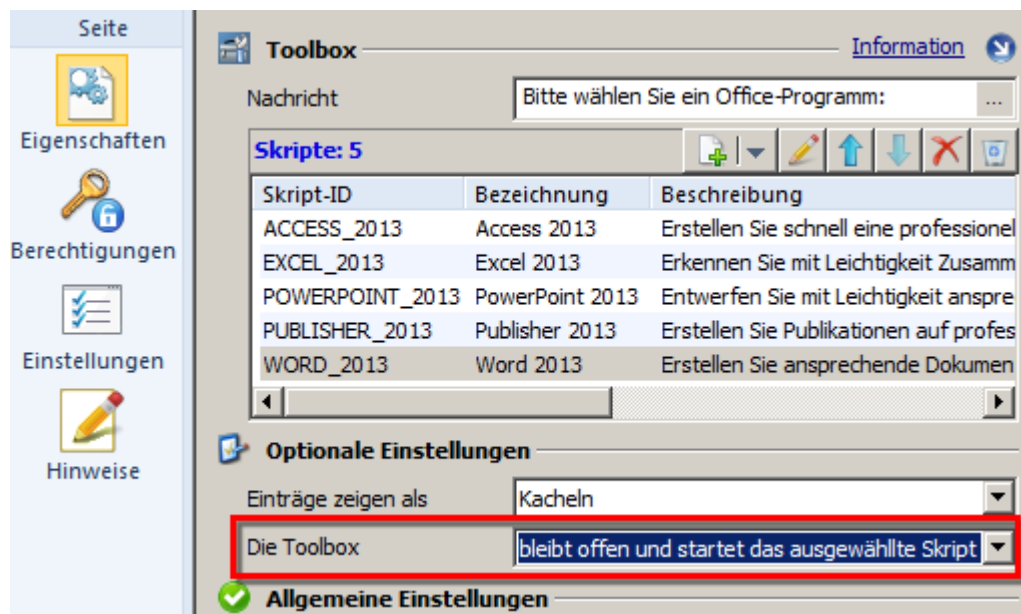 Seite
Eigenschaften
Berechtigungen
Einstellungen
Hinweise
Toolbox
Information
Nachricht
Bitte wählen Sie ein Office-Programm:
...
Skripte: 5
Skript-ID Bezeichnung Beschreibung
ACCESS_2013 Access 2013 Erstellen Sie schnell eine professionel
EXCEL_2013 Excel 2013 Erkennen Sie mit Leichtigkeit Zusamm
POWERPOINT_2013 PowerPoint 2013 Entwerfen Sie mit Leichtigkeit anspre
PUBLISHER_2013 Publisher 2013 Erstellen Sie Publikationen auf profes
WORD_2013 Word 2013 Erstellen Sie ansprechende Dokumen
Optionale Einstellungen
Einträge zeigen als Kacheln
Die Toolbox bleibt offen und startet das ausgewähllte Skript
Allgemeine Einstellungen